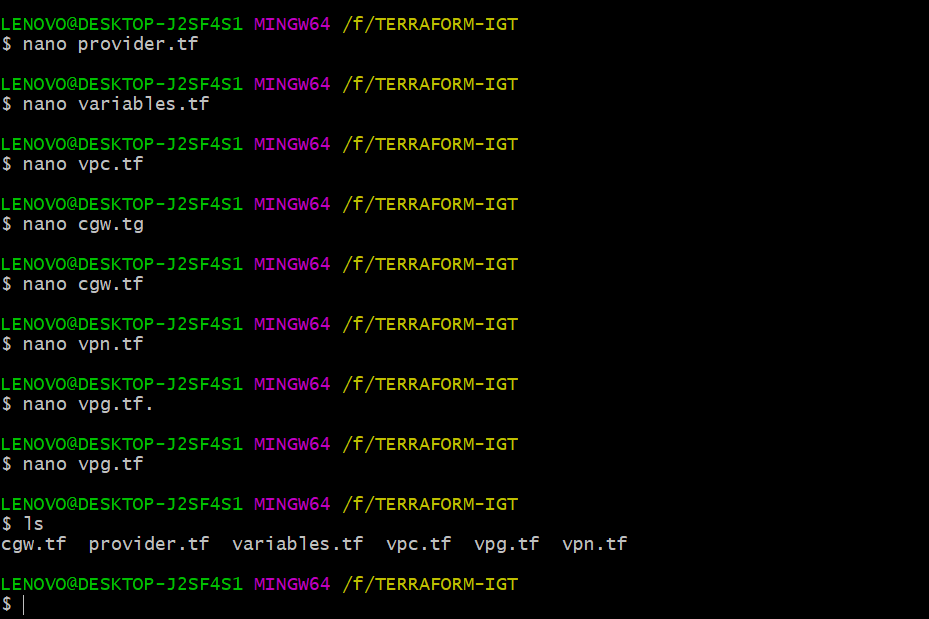 LENOVO@DESKTOP-J2SF4S1 MINGW64 /f/TERRAFORM-IGT
$ nano provider.tf
LENOVO@DESKTOP-J2SF4S1 MINGW64 /f/TERRAFORM-IGT
$ nano variables.tf
LENOVO@DESKTOP-J2SF4S1 MINGW64 /f/TERRAFORM-IGT
$ nano vpc.tf
LENOVO@DESKTOP-J2SF4S1 MINGW64 /f/TERRAFORM-IGT
$ nano cgw.tg
LENOVO@DESKTOP-J2SF4S1 MINGW64 /f/TERRAFORM-IGT
$ nano cgw.tf
LENOVO@DESKTOP-J2SF4S1 MINGW64 /f/TERRAFORM-IGT
$ nano vpn.tf
LENOVO@DESKTOP-J2SF4S1 MINGW64 /f/TERRAFORM-IGT
$ nano vpg.tf.
LENOVO@DESKTOP-J2SF4S1 MINGW64 /f/TERRAFORM-IGT
$ nano vpg.tf
LENOVO@DESKTOP-J2SF4S1 MINGW64 /f/TERRAFORM-IGT
$ ls
cgw.tf  provider.tf  variables.tf  vpc.tf  vpg.tf  vpn.tf
LENOVO@DESKTOP-J2SF4S1 MINGW64 /f/TERRAFORM-IGT
$